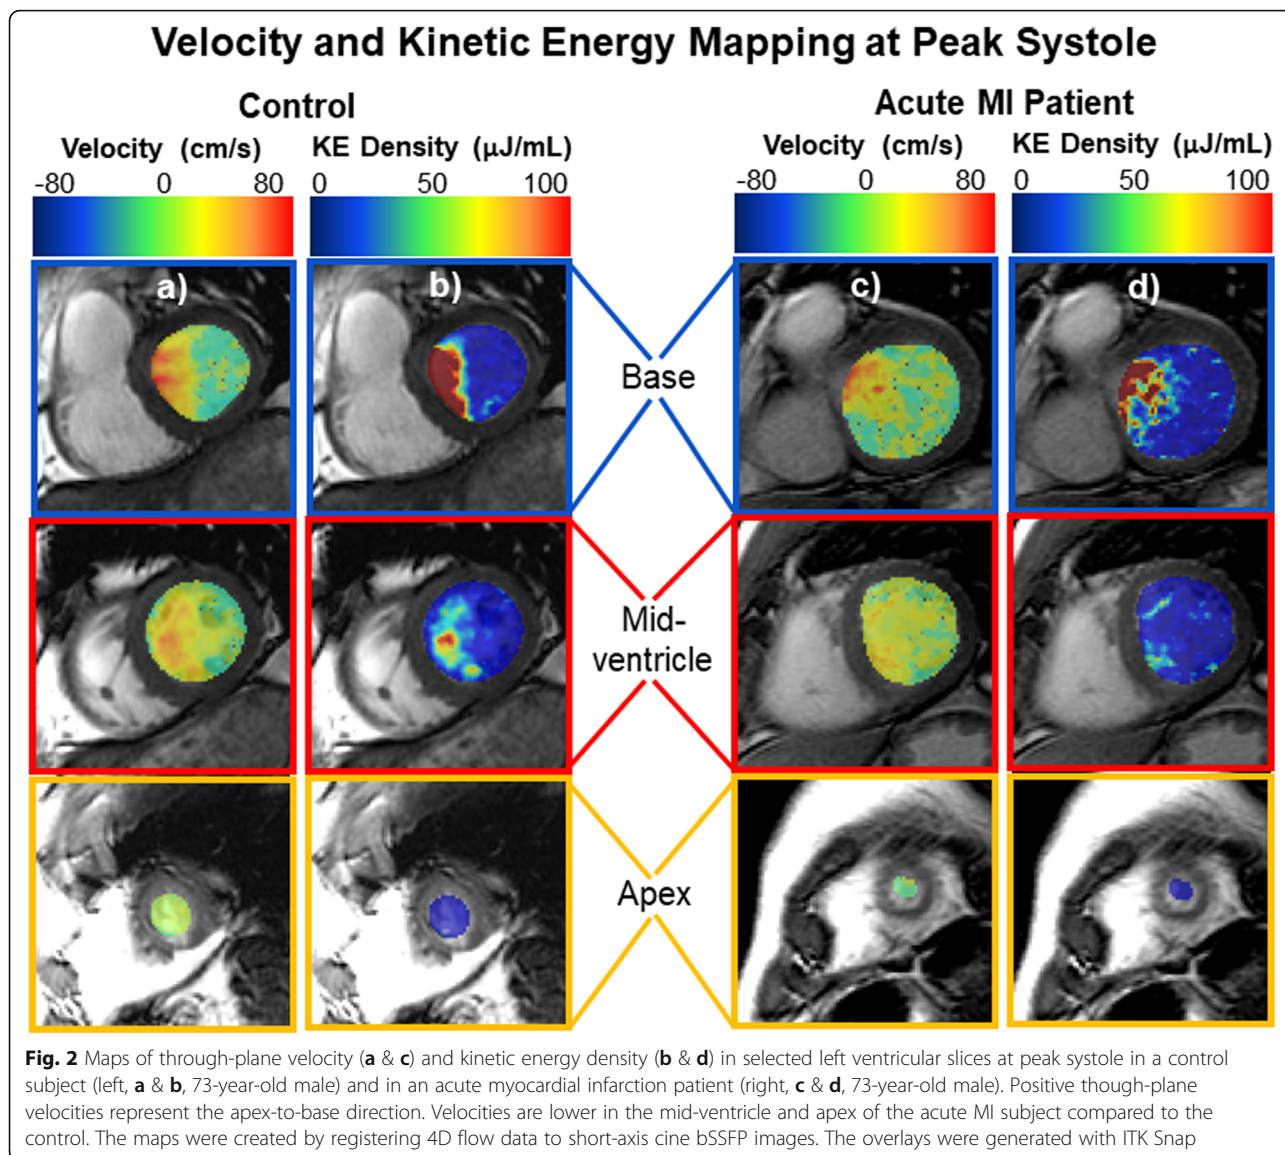 Velocity and Kinetic Energy Mapping at Peak Systole
Control
Acute MI Patient
Velocity (cm/s)
KE Density (μJ/mL)
Velocity (cm/s)
KE Density (μJ/mL)
-80 0 80
0 50 100
-80 0 80
0 50 100
a)
b)
c)
d)
Base
Mid-
ventricle
Apex
Fig. 2 Maps of through-plane velocity (a & c) and kinetic energy density (b & d) in selected left ventricular slices at peak systole in a control
subject (left, a & b, 73-year-old male) and in an acute myocardial infarction patient (right, c & d, 73-year-old male). Positive though-plane
velocities represent the apex-to-base direction. Velocities are lower in the mid-ventricle and apex of the acute MI subject compared to the
control. The maps were created by registering 4D flow data to short-axis cine bSSFP images. The overlays were generated with ITK Snap